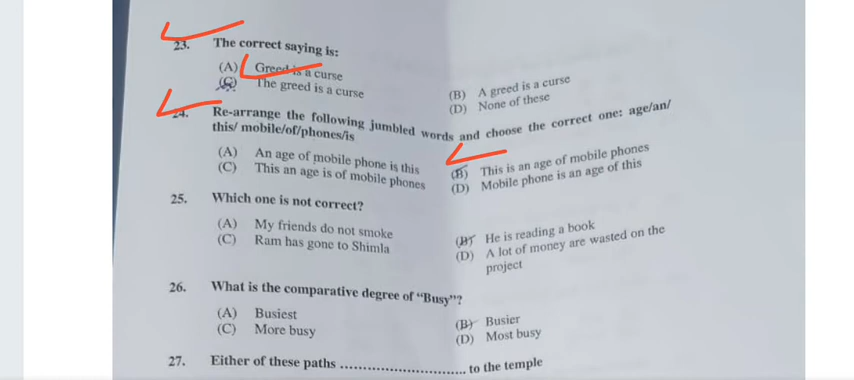 23. The correct saying is:
(A) Greed is a curse (B) A greed is a curse
(C) The greed is a curse (D) None of these
24. Re-arrange the following jumbled words and choose the correct one: age/an/
this/ mobile/of/phones/is
(A) An age of mobile phone is this (B) This is an age of mobile phones
(C) This an age is of mobile phones (D) Mobile phone is an age of this
25. Which one is not correct?
(A) My friends do not smoke (B) He is reading a book
(C) Ram has gone to Shimla (D) A lot of money are wasted on the
project
26. What is the comparative degree of “Busy”?
(A) Busiest (B) Busier
(C) More busy (D) Most busy
27. Either of these paths ............................ to the temple